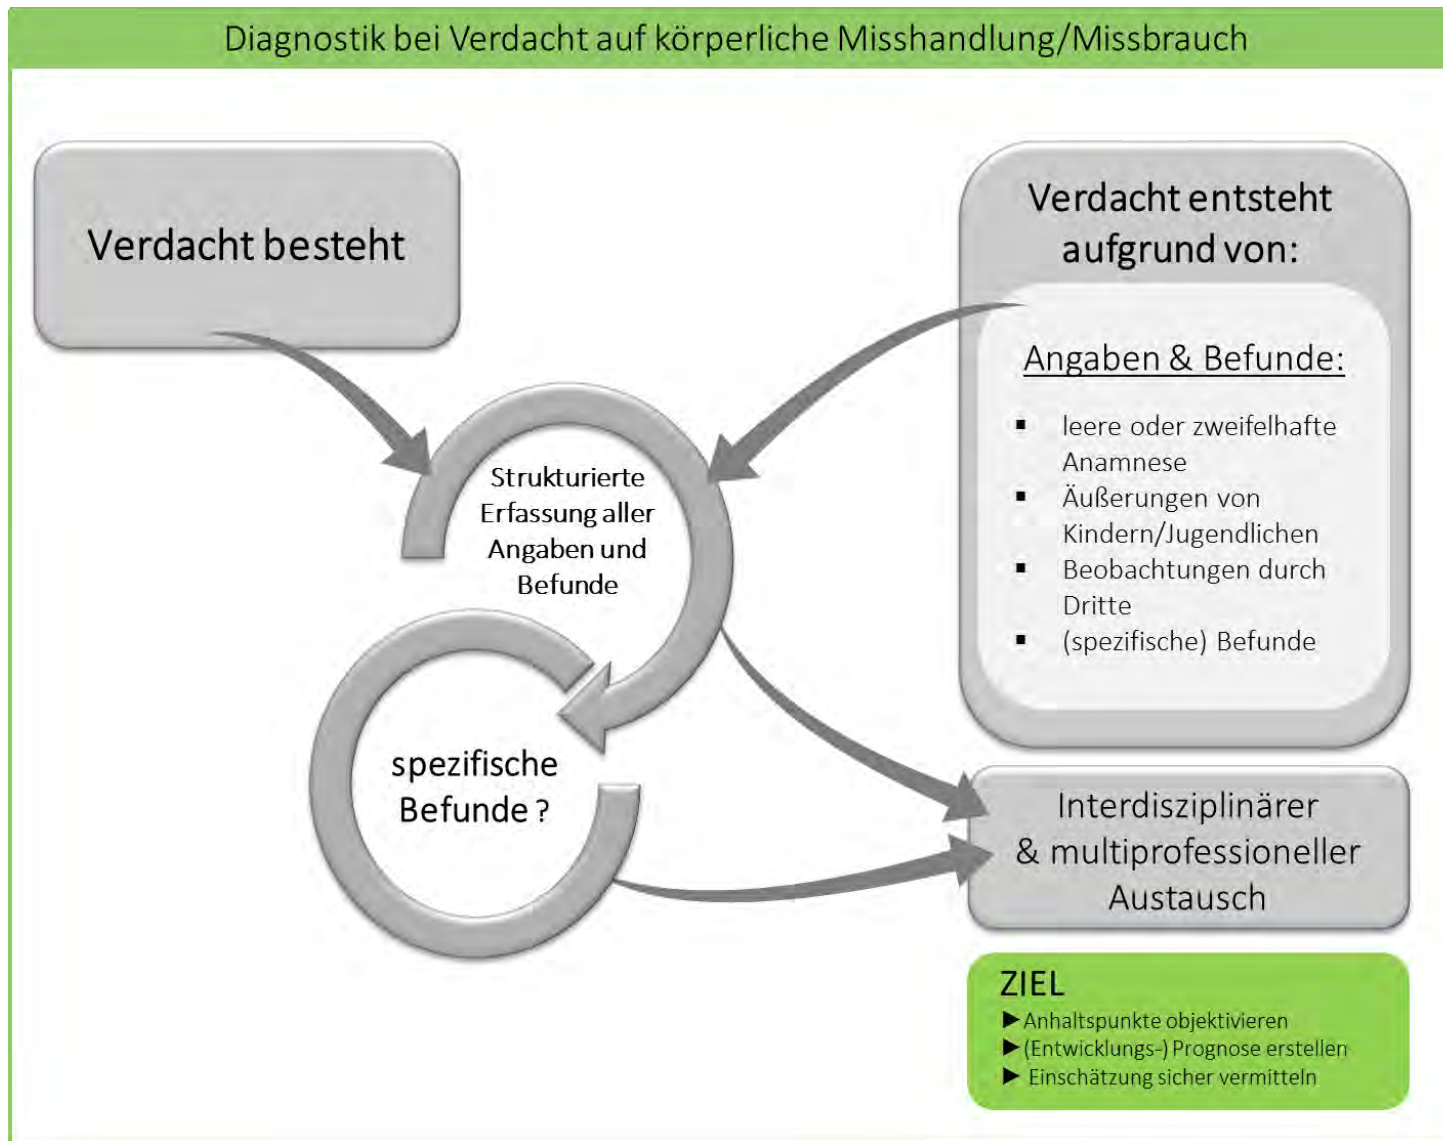 Diagnostik bei Verdacht auf körperliche Misshandlung/Missbrauch
Verdacht besteht
Verdacht entsteht
aufgrund von:
Angaben & Befunde:
▪ leere oder zweifelhafte
Anamnese
▪ Äußerungen von
Kindern/Jugendlichen
▪ Beobachtungen durch
Dritte
▪ (spezifische) Befunde
Strukturierte
Erfassung aller
Angaben und
Befunde
spezifische
Befunde ?
Interdisziplinärer
& multiprofessioneller
Austausch
ZIEL
►Anhaltspunkte objektivieren
►(Entwicklungs-) Prognose erstellen
► Einschätzung sicher vermitteln